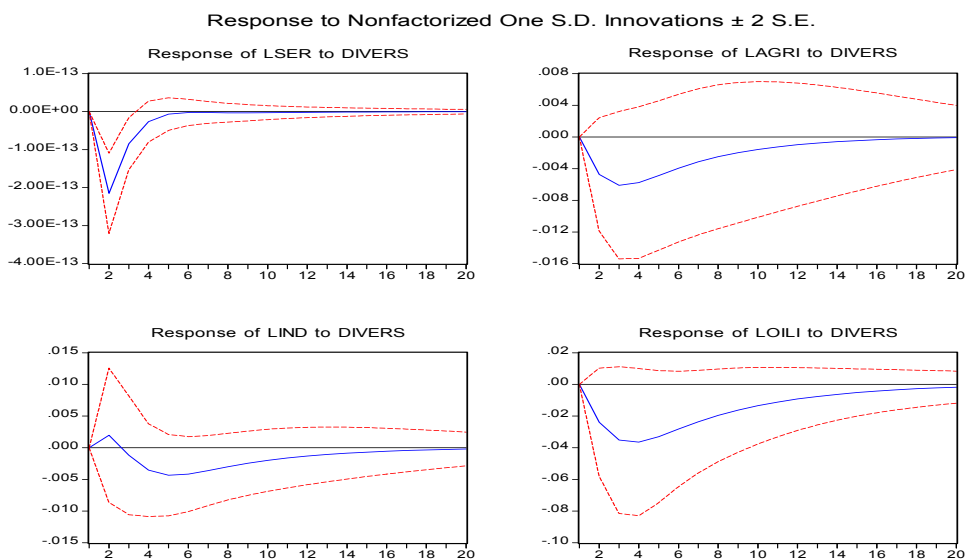 Response to Nonfactorized One S.D. Innovations ± 2 S.E.
Response of LSER to DIVERS
1.0E-13
0.00E+00
-1.00E-13
-2.00E-13
-3.00E-13
-4.00E-13
2 4 6 8 10 12 14 16 18 20
Response of LAGRI to DIVERS
.008
.004
.000
-.004
-.008
-.012
-.016
2 4 6 8 10 12 14 16 18 20
Response of LIND to DIVERS
.015
.010
.005
.000
-.005
-.010
-.015
2 4 6 8 10 12 14 16 18 20
Response of LOILI to DIVERS
.02
.00
-.02
-.04
-.06
-.08
-.10
2 4 6 8 10 12 14 16 18 20